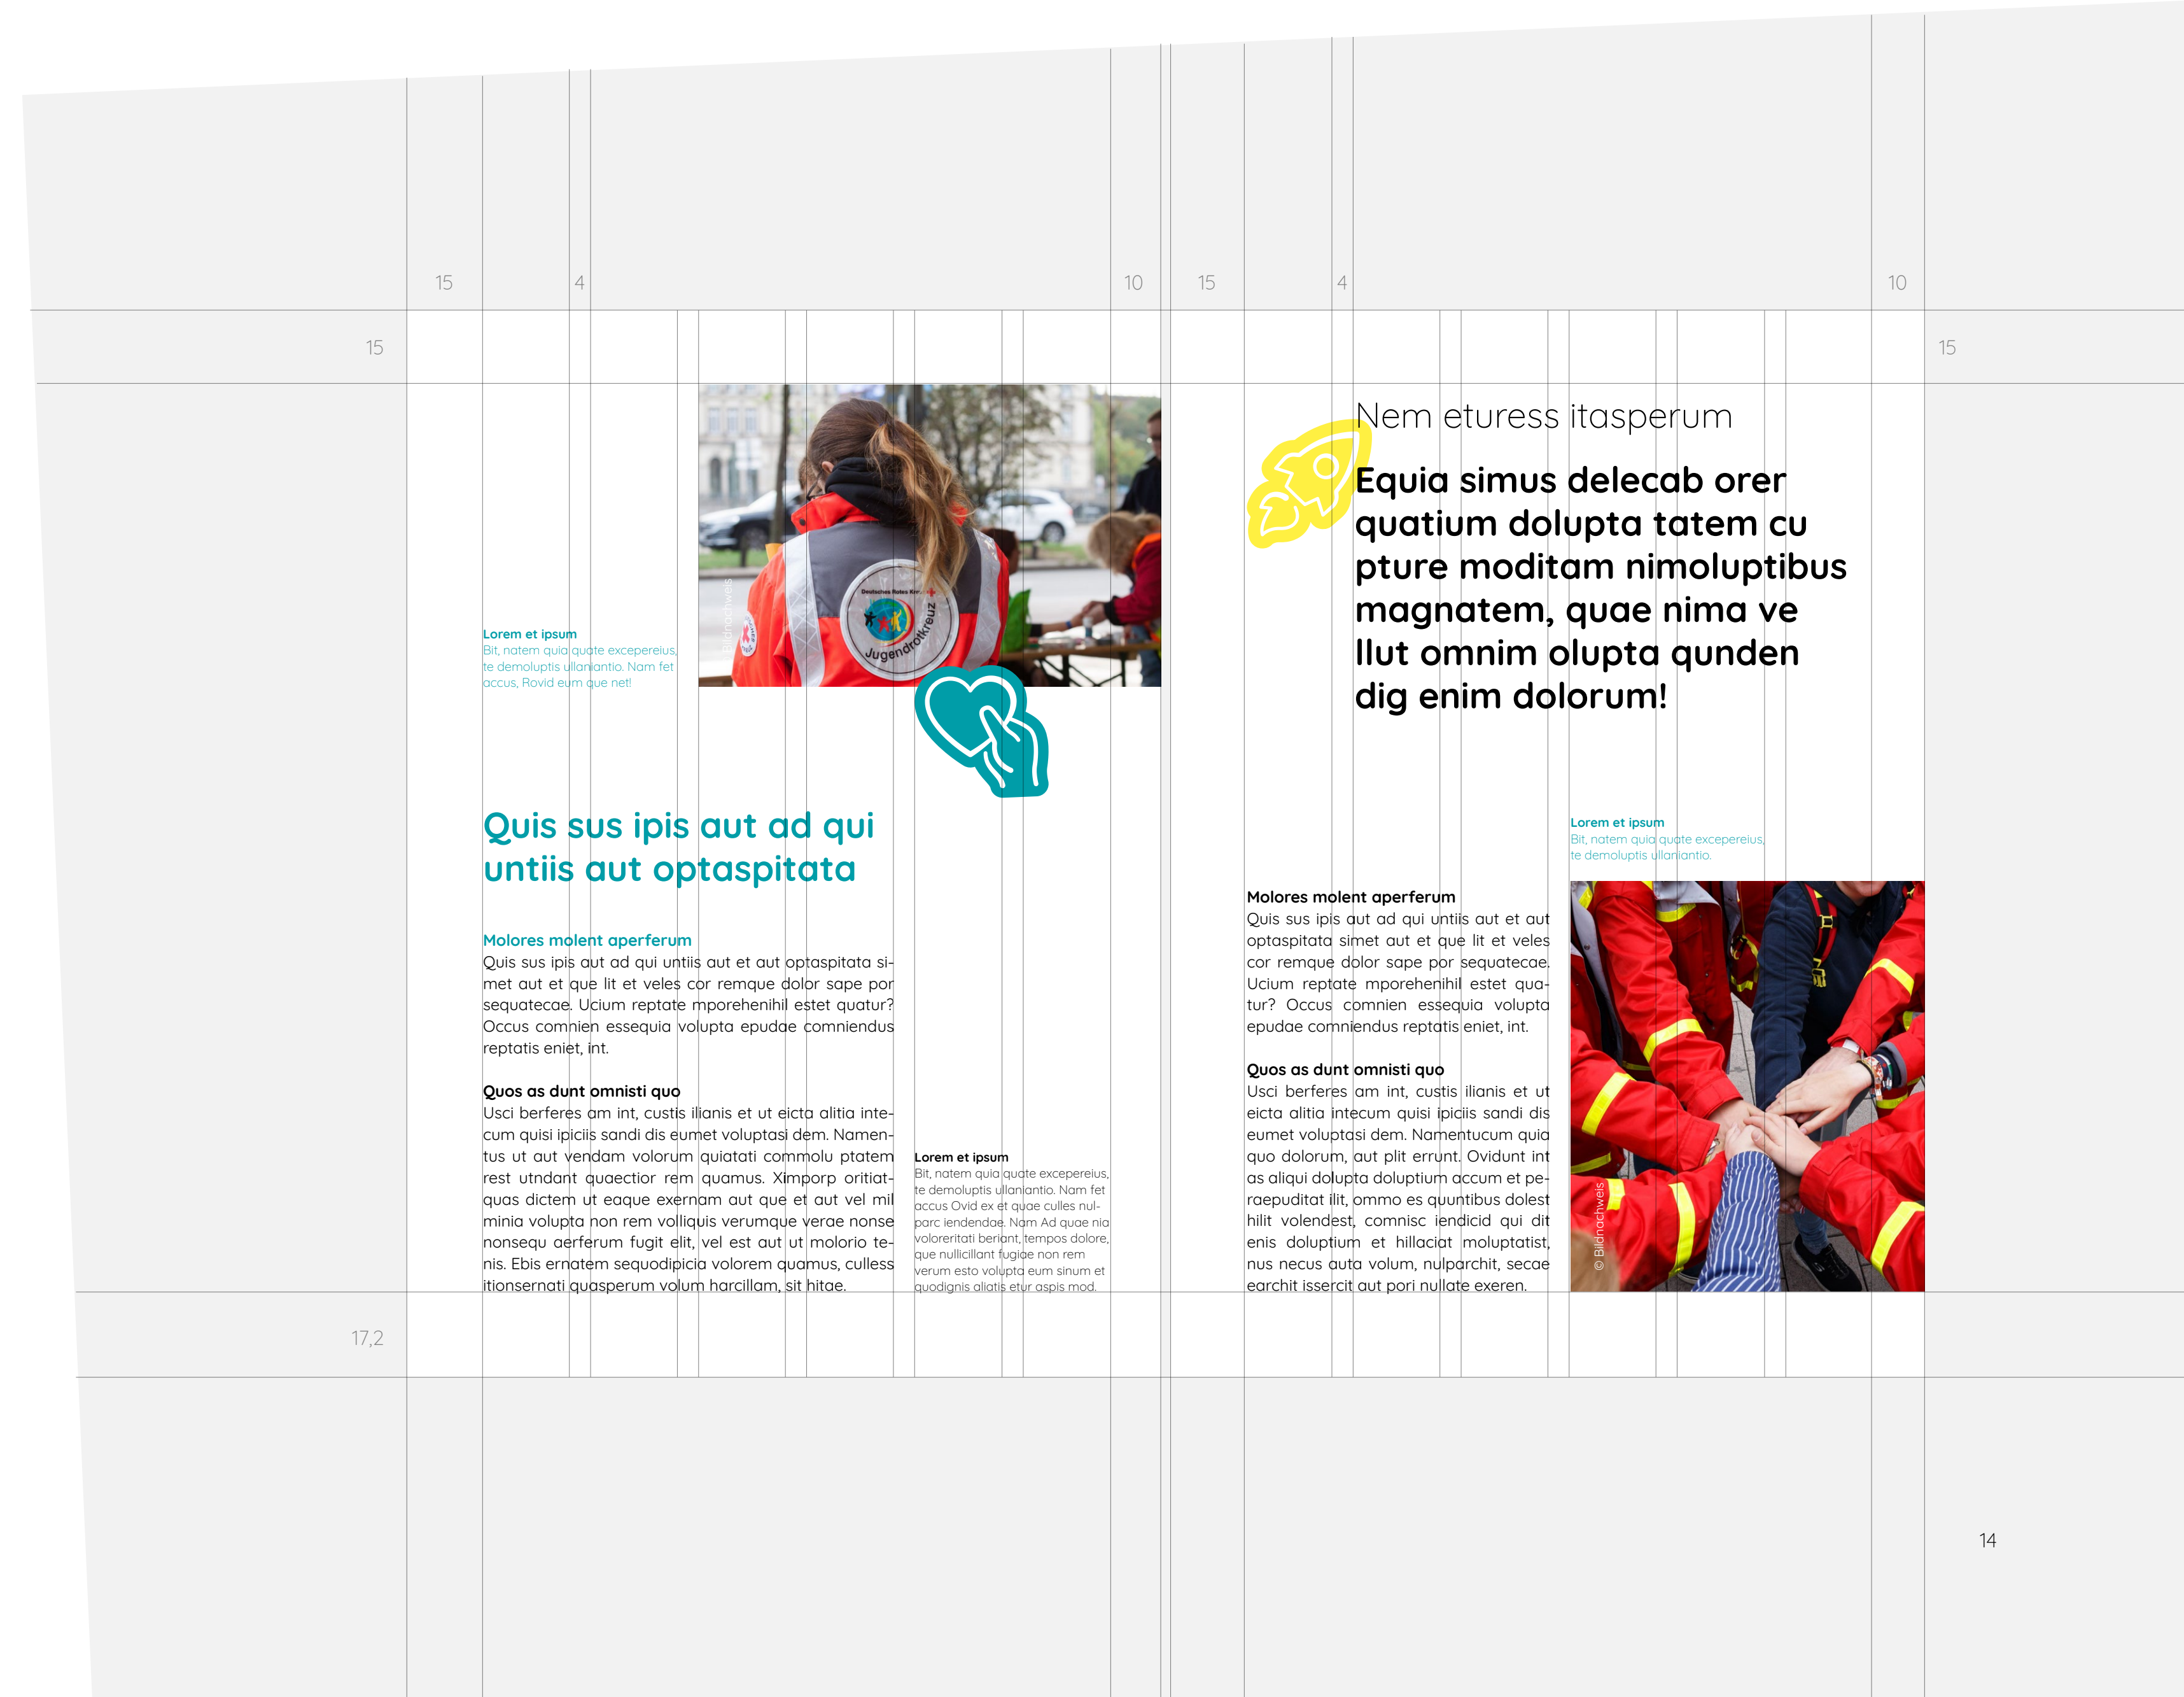 15
4
10
15
4
10
15
15
Deutsches Rotes
Jugendrotkreuz
Bildnachweis
Lorem et ipsum
Bit, natem quia quate excepereius,
te demoluptis ullaniantio. Nam fet
accus, Rovid eum que net!
Quis sus ipis aut ad qui
untiis aut optaspitata
Molores molent aperferum
Quis sus ipis aut ad qui untiis aut et aut optaspitata si-
met aut et que lit et veles cor remque dolor sape por
sequatecae. Ucium reptate mporehenihil estet quatur?
Occus comnien essequia volupta epudae comniendus
reptatis eniet, int.
Quos as dunt omnisti quo
Usci berferes am int, custis ilianis et ut eicta alitia inte-
cum quisi ipiciis sandi dis eumet voluptasi dem. Namen-
tus ut aut vendam volorum quiatati commolu ptatem
rest utndant quaectior rem quamus. Ximporp oritiat-
quas dictem ut eaque exernam aut que et aut vel mil
minia volupta non rem volliquis verumque verae nonse
nonsequ aerferum fugit elit, vel est aut ut molorio te-
nis. Ebis ernatem sequodipicia volorem quamus, culless
itionsernati quasperum volum harcillam, sit hitae.
Lorem et ipsum
Bit, natem quia quate excepereius,
te demoluptis ullaniantio. Nam fet
accus Ovid ex et quae culles nul-
parc iendendae. Nam Ad quae nia
voloreritati beriant, tempos dolore,
que nullicillant fugiae non rem
verum esto volupta eum sinum et
quodignis aliatis etur aspis mod.
Nem eturess itasperum
Equia simus delecab orer
quatium dolupta tatem cu
pture moditam nimoluptibus
magnatem, quae nima ve
llut omnim olupta qunden
dig enim dolorum!
Molores molent aperferum
Quis sus ipis aut ad qui untiis aut et aut
optaspitata simet aut et que lit et veles
cor remque dolor sape por sequatecae.
Ucium reptate mporehenihil estet qua-
tur? Occus comnien essequia volupta
epudae comniendus reptatis eniet, int.
Quos as dunt omnisti quo
Usci berferes am int, custis ilianis et ut
eicta alitia intecum quisi ipiciis sandi dis
eumet voluptasi dem. Namentucum quia
quo dolorum, aut plit errunt. Ovidunt int
as aliqui dolupta doluptium accum et pe-
raepuditat ilit, ommo es quuntibus dolest
hilit volendest, comnisc iendicid qui dit
enis doluptium et hillaciat moluptatist,
nus necus auta volum, nulparchit, secae
earchit issercit aut pori nullate exeren.
Lorem et ipsum
Bit, natem quia quate excepereius,
te demoluptis ullaniantio.
© Bildnachweis
17,2
14